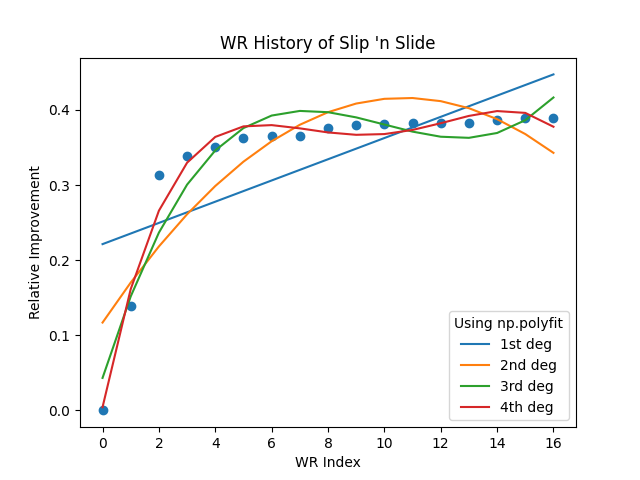 WR History of Slip 'n Slide
Relative Improvement
0.4
0.3
0.2
0.1
0.0
Using np.polyfit
1st deg
2nd deg
3rd deg
4th deg
0 2 4 6 8 10 12 14 16
WR Index